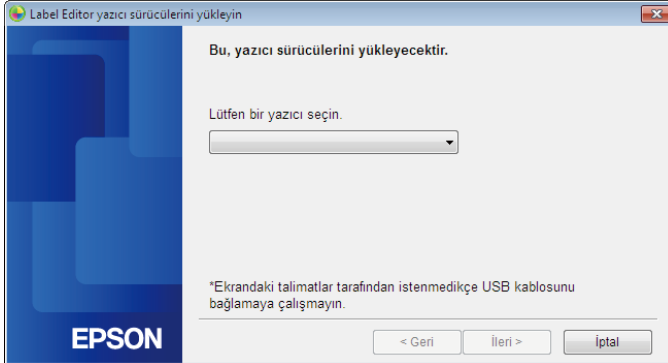 Label Editor yazıcı sürücülerini yükleyin
Bu, yazıcı sürücülerini yükleyecektir.
Lütfen bir yazıcı seçin.
*Ekrandaki talimatlar tarafından istenmedikçe USB kablosunu
bağlamaya çalışmayın.
EPSON
< Geri
İleri >
İptal